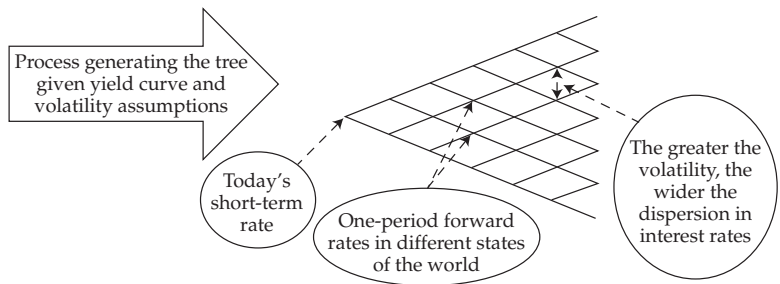 Process generating the tree
given yield curve and
volatility assumptions
Today's
short-term
rate
One-period forward
rates in different states
of the world
The greater the
volatility, the
wider the
dispersion in
interest rates